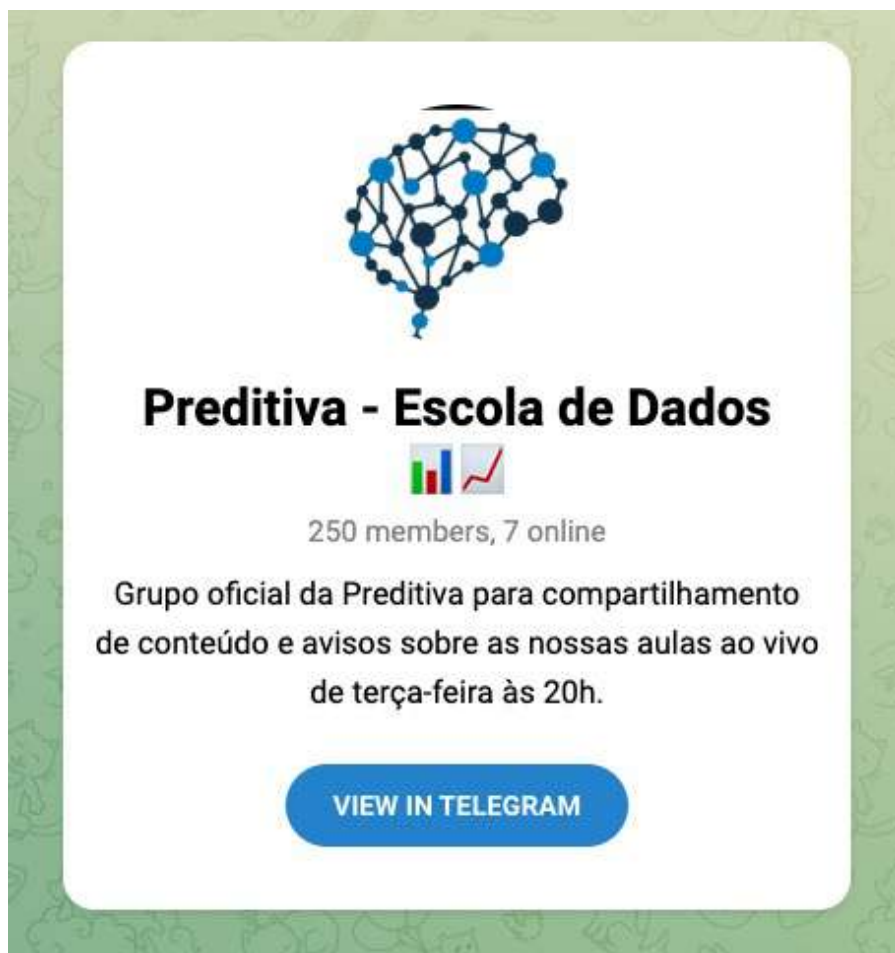 Preditiva - Escola de Dados
📊📈
250 members, 7 online
Grupo oficial da Preditiva para compartilhamento
de conteúdo e avisos sobre as nossas aulas ao vivo
de terça-feira às 20h.
VIEW IN TELEGRAM